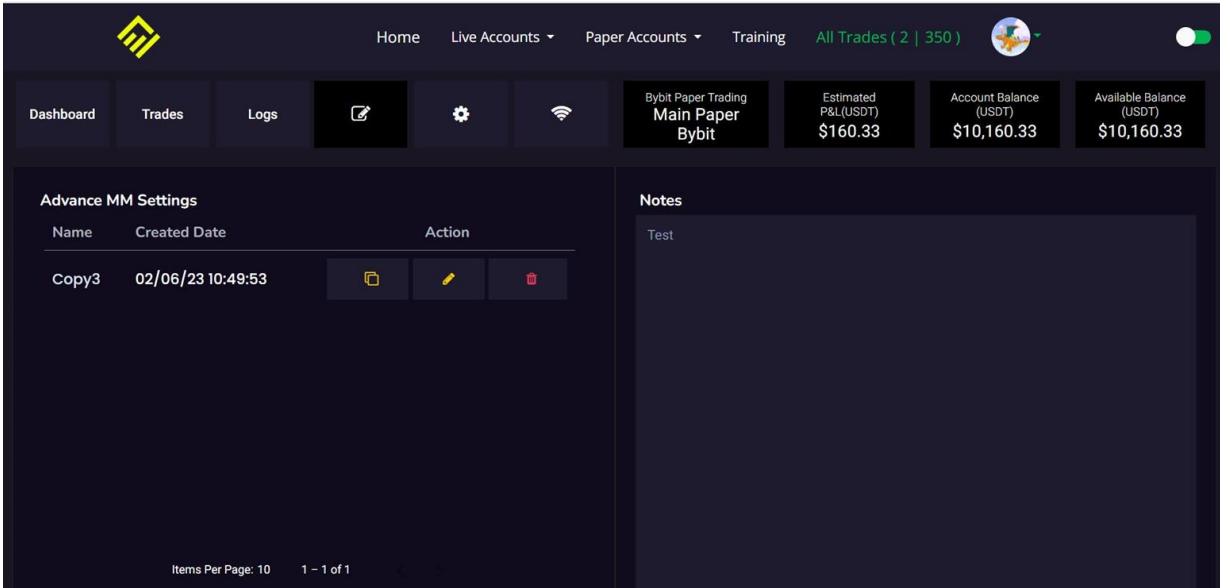 Home Live Accounts Paper Accounts Training All Trades ( 2 | 350 )
Dashboard Trades Logs
Bybit Paper Trading
Main Paper
Bybit
Estimated
P&L(USDT)
$160.33
Account Balance
(USDT)
$10,160.33
Available Balance
(USDT)
$10,160.33
Advance MM Settings
Name Created Date Action
Copy3 02/06/23 10:49:53
Items Per Page: 10 1 – 1 of 1
Notes
Test